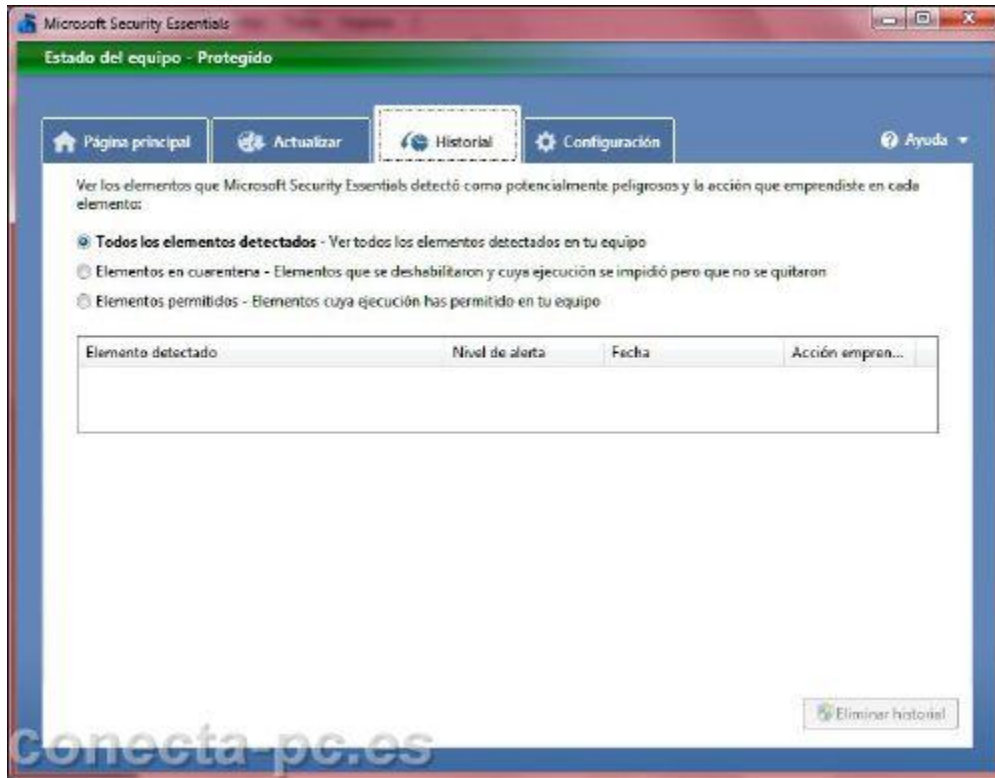 Microsoft Security Essentials
Estado del equipo - Protegido
Página principal
Actualizar
Historial
Configuración
Ayuda
Ver los elementos que Microsoft Security Essentials detectó como potencialmente peligrosos y la acción que emprendiste en cada
elemento:
Todos los elementos detectados - Ver todos los elementos detectados en tu equipo
Elementos en cuarentena - Elementos que se deshabilitaron y cuya ejecución se impidió pero que no se quitaron
Elementos permitidos - Elementos cuya ejecución has permitido en tu equipo
Elemento detectado Nivel de alerta Fecha Acción empren...
Eliminar historial
conecta-pc.es